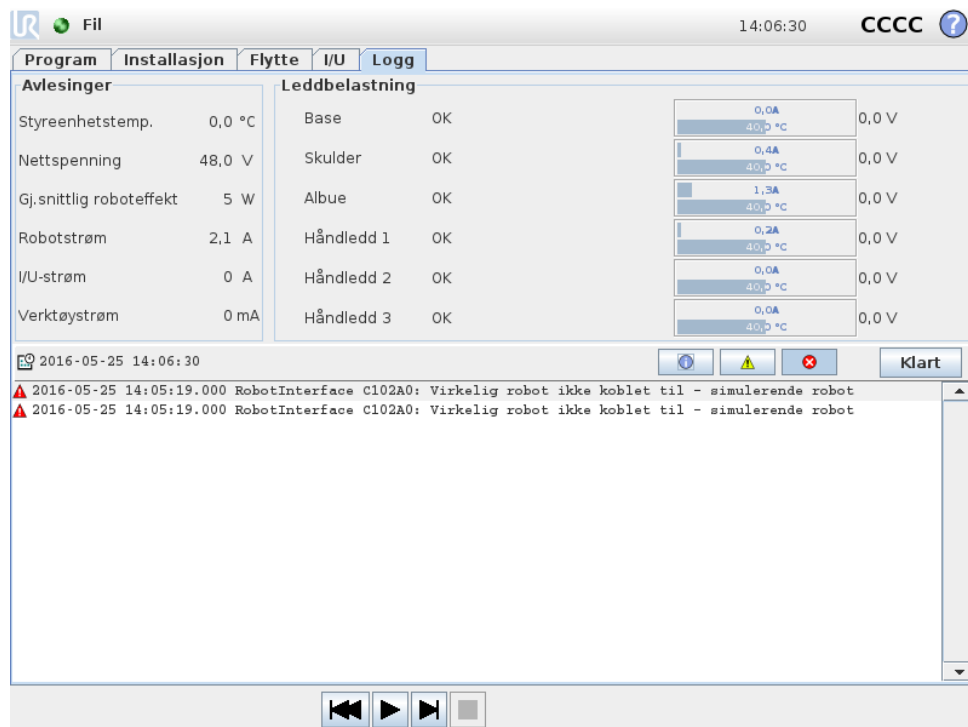 UR Fil 14:06:30 CCCC ?
Program Installasjon Flytte I/U Logg
Avlesinger
Styreenhetstemp. 0,0 °C
Nettspenning 48,0 V
Gj.snittlig roboteffekt 5 W
Robotstrøm 2,1 A
I/U-strøm 0 A
Verktøystrøm 0 mA
Leddbelastning
Base OK 0,0A 40,0 °C 0,0 V
Skulder OK 0,4A 40,0 °C 0,0 V
Albue OK 1,3A 40,0 °C 0,0 V
Håndledd 1 OK 0,2A 40,0 °C 0,0 V
Håndledd 2 OK 0,0A 40,0 °C 0,0 V
Håndledd 3 OK 0,0A 40,0 °C 0,0 V
2016-05-25 14:06:30 Klart
2016-05-25 14:05:19.000 RobotInterface C102A0: Virkelig robot ikke koblet til - simulerende robot
2016-05-25 14:05:19.000 RobotInterface C102A0: Virkelig robot ikke koblet til - simulerende robot